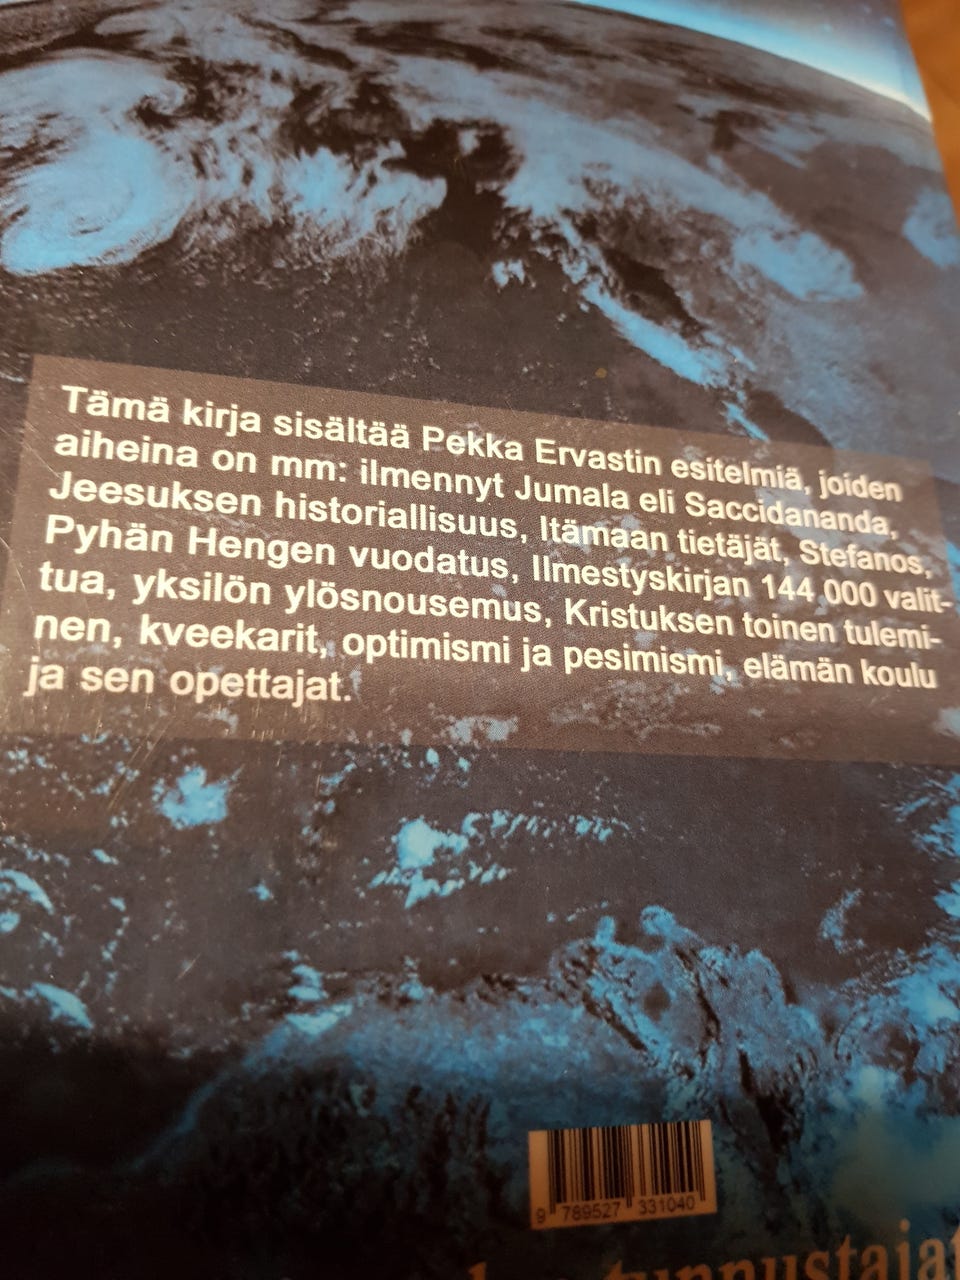 Tämä kirja sisältää Pekka Ervastin esitelmiä, joiden
aiheina on mm: ilmennyt Jumala eli Saccidananda,
Jeesuksen historiallisuus, Itämaan tietäjät, Stefanos,
Pyhän Hengen vuodatus, Ilmestyskirjan 144 000 valit-
tua, yksilön ylösnousemus, Kristuksen toinen tulemi-
nen, kveekarit, optimismi ja pesimismi, elämän koulu
ja sen opettajat.
9 789527 331040
tunnustajat